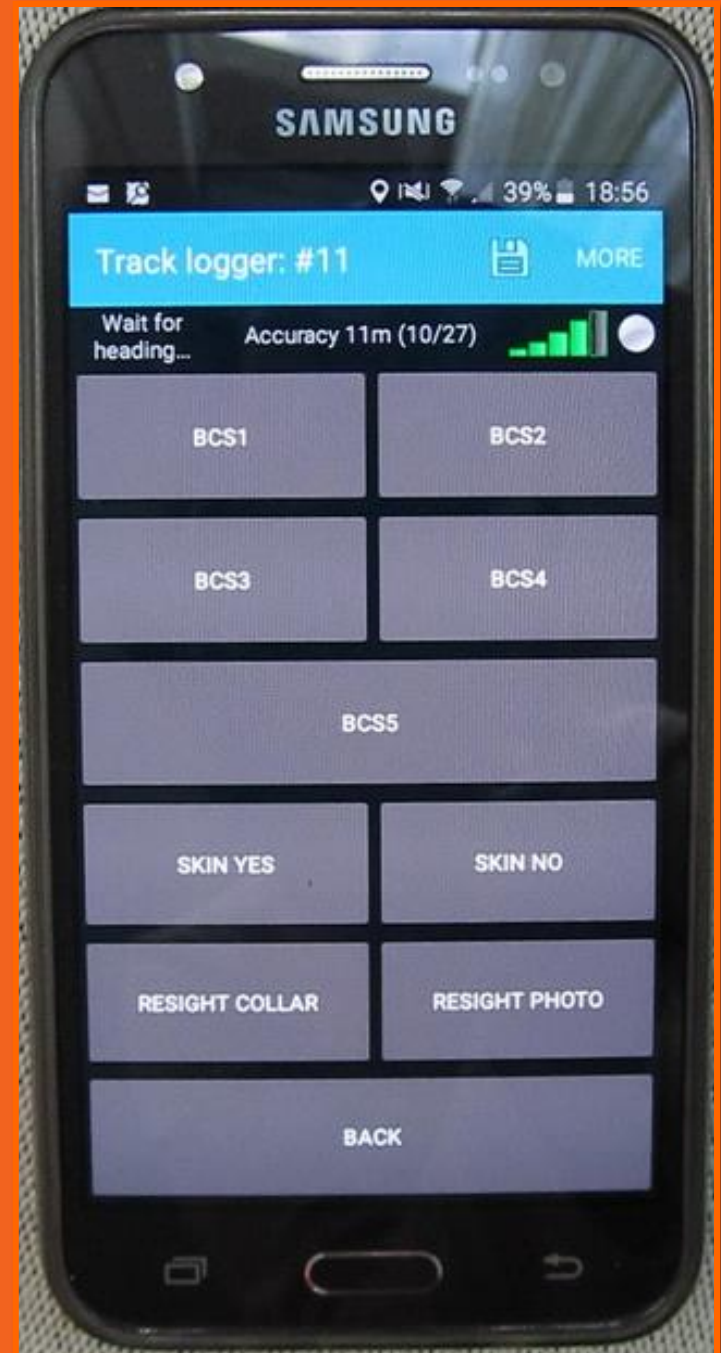 SAMSUNG
39% 18:56
Track logger: #11 MORE
Wait for
heading...
Accuracy 11m (10/27)
BCS1 BCS2
BCS3 BCS4
BCS5
SKIN YES SKIN NO
RESIGHT COLLAR RESIGHT PHOTO
BACK